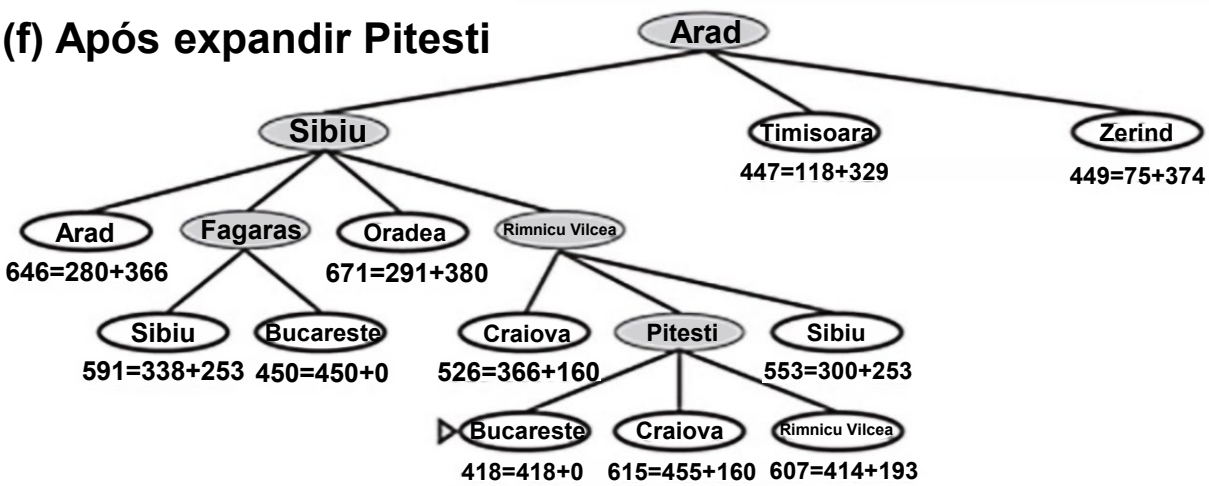 (f) Após expandir Pitesti
Arad
Sibiu
Timisoara
Zerind
447=118+329
449=75+374
Arad
Fagaras
Oradea
Rimnicu Vilcea
646=280+366
671=291+380
Sibiu
Bucareste
Craiova
Pitesti
Sibiu
591=338+253
450=450+0
526=366+160
553=300+253
Bucareste
Craiova
Rimnicu Vilcea
418=418+0
615=455+160
607=414+193